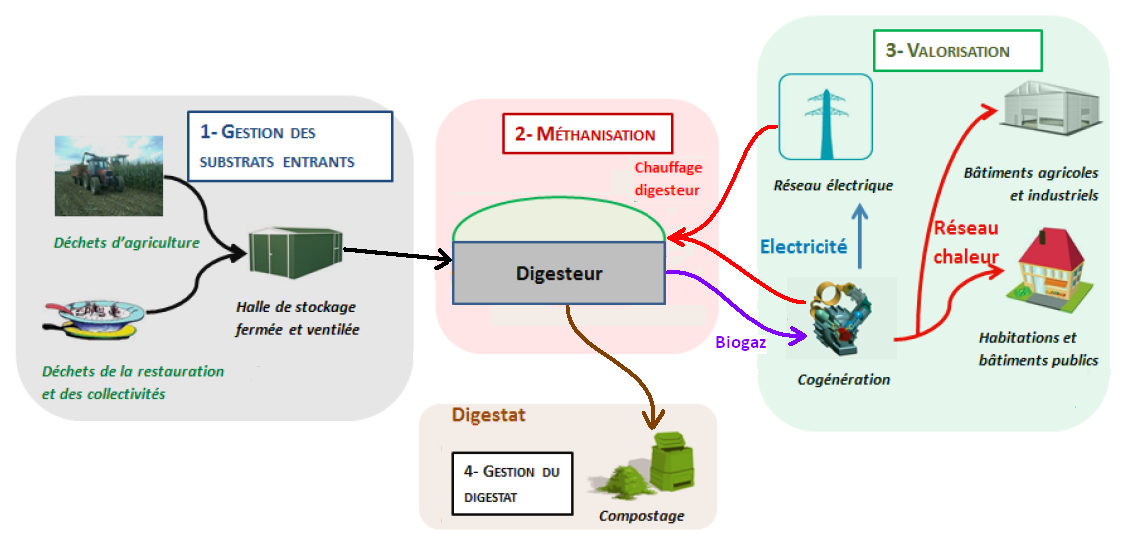 1- GESTION DES
SUBSTRATS ENTRANTS
Déchets d'agriculture
Halle de stockage
fermée et ventilée
Déchets de la restauration
et des collectivités
2- MÉTHANISATION
Chauffage
digesteur
Digesteur
Biogaz
3- VALORISATION
Réseau électrique
Bâtiments agricoles
et industriels
Electricité
Réseau
chaleur
Cogénération
Habitations et
bâtiments publics
Digestat
4- GESTION DU
DIGESTAT
Compostage